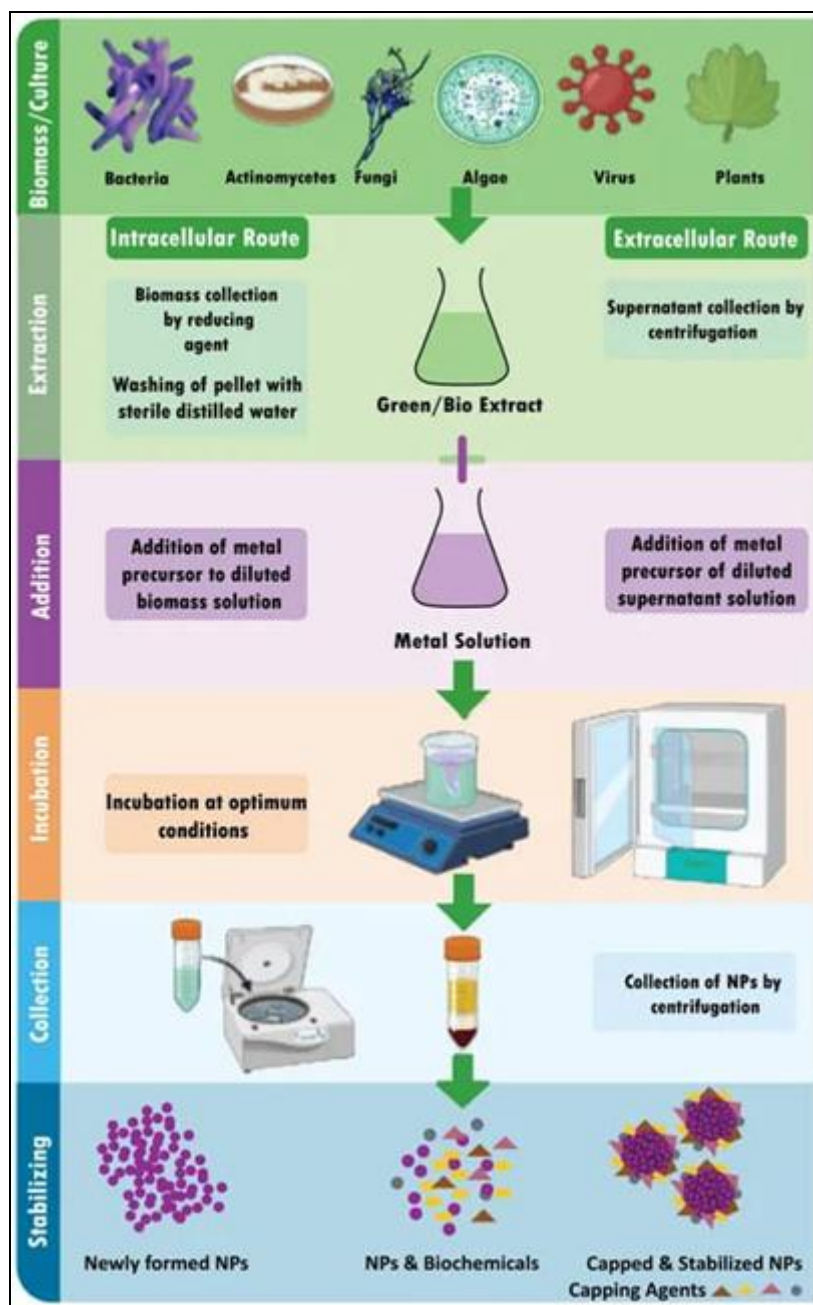 Biomass/Culture
Bacteria
Actinomycetes
Fungi
Algae
Virus
Plants
Extraction
Intracellular Route
Extracellular Route
Biomass collection
by reducing
agent
Washing of pellet with
sterile distilled water
Green/Bio Extract
Supernatant collection by
centrifugation
Addition
Addition of metal
precursor to diluted
biomass solution
Metal Solution
Addition of metal
precursor of diluted
supernatant solution
Incubation
Incubation at optimum
conditions
Collection
Collection of NPs by
centrifugation
Stabilizing
Newly formed NPs
NPs & Biochemicals
Capped & Stabilized NPs
Capping Agents